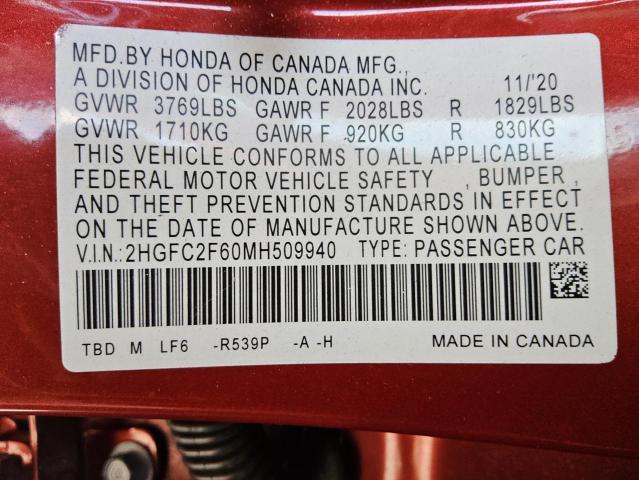 MFD.BY HONDA OF CANADA MFG.,
A DIVISION OF HONDA CANADA INC. 11/'20
GVWR 3769LBS GAWR F 2028LBS R 1829LBS
GVWR 1710KG GAWR F 920KG R 830KG
THIS VEHICLE CONFORMS TO ALL APPLICABLE
FEDERAL MOTOR VEHICLE SAFETY , BUMPER ,
AND THEFT PREVENTION STANDARDS IN EFFECT
ON THE DATE OF MANUFACTURE SHOWN ABOVE.
V.I.N.: 2HGFC2F60MH509940 TYPE: PASSENGER CAR
TBD M LF6 -R539P -A -H MADE IN CANADA